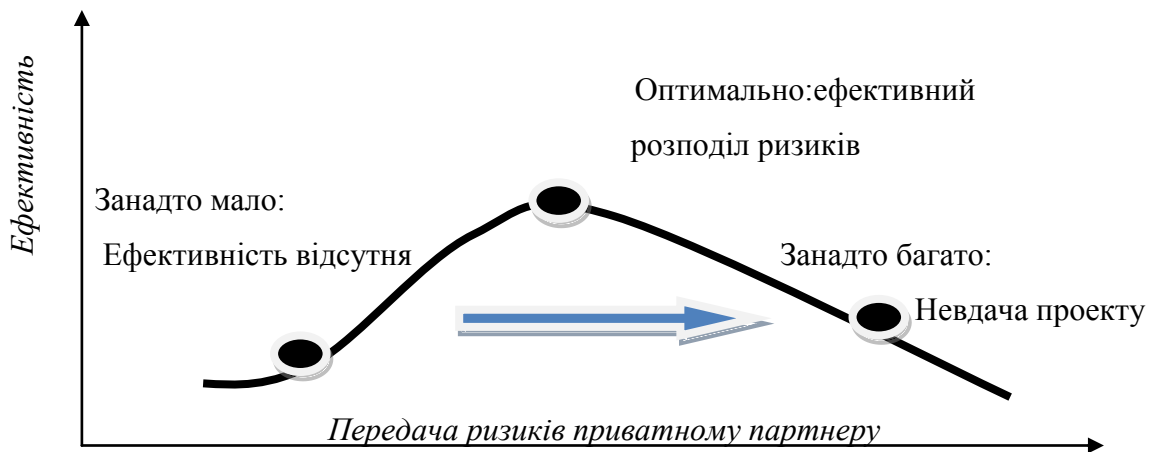 Ефективність
Оптимально:ефективний
розподіл ризиків
Занадто мало:
Ефективність відсутня
Занадто багато:
Невдача проекту
Передача ризиків приватному партнеру